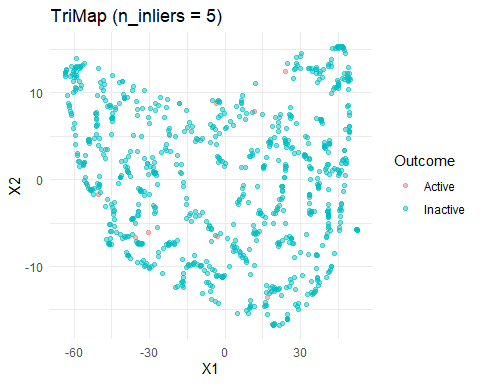 TriMap (n_inliers = 5)
10
0
-10
X2
-60
-30
0
30
X1
Outcome
Active
Inactive